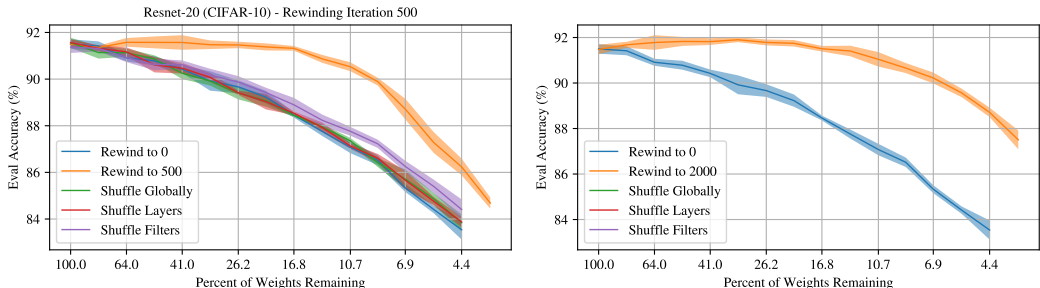 Resnet-20 (CIFAR-10) - Rewinding Iteration 500
Eval Accuracy (%)
92
90
88
86
84
Rewind to 0
Rewind to 500
Shuffle Globally
Shuffle Layers
Shuffle Filters
100.0 64.0 41.0 26.2 16.8 10.7 6.9 4.4
Percent of Weights Remaining
Eval Accuracy (%)
92
90
88
86
84
Rewind to 0
Rewind to 2000
Shuffle Globally
Shuffle Layers
Shuffle Filters
100.0 64.0 41.0 26.2 16.8 10.7 6.9 4.4
Percent of Weights Remaining